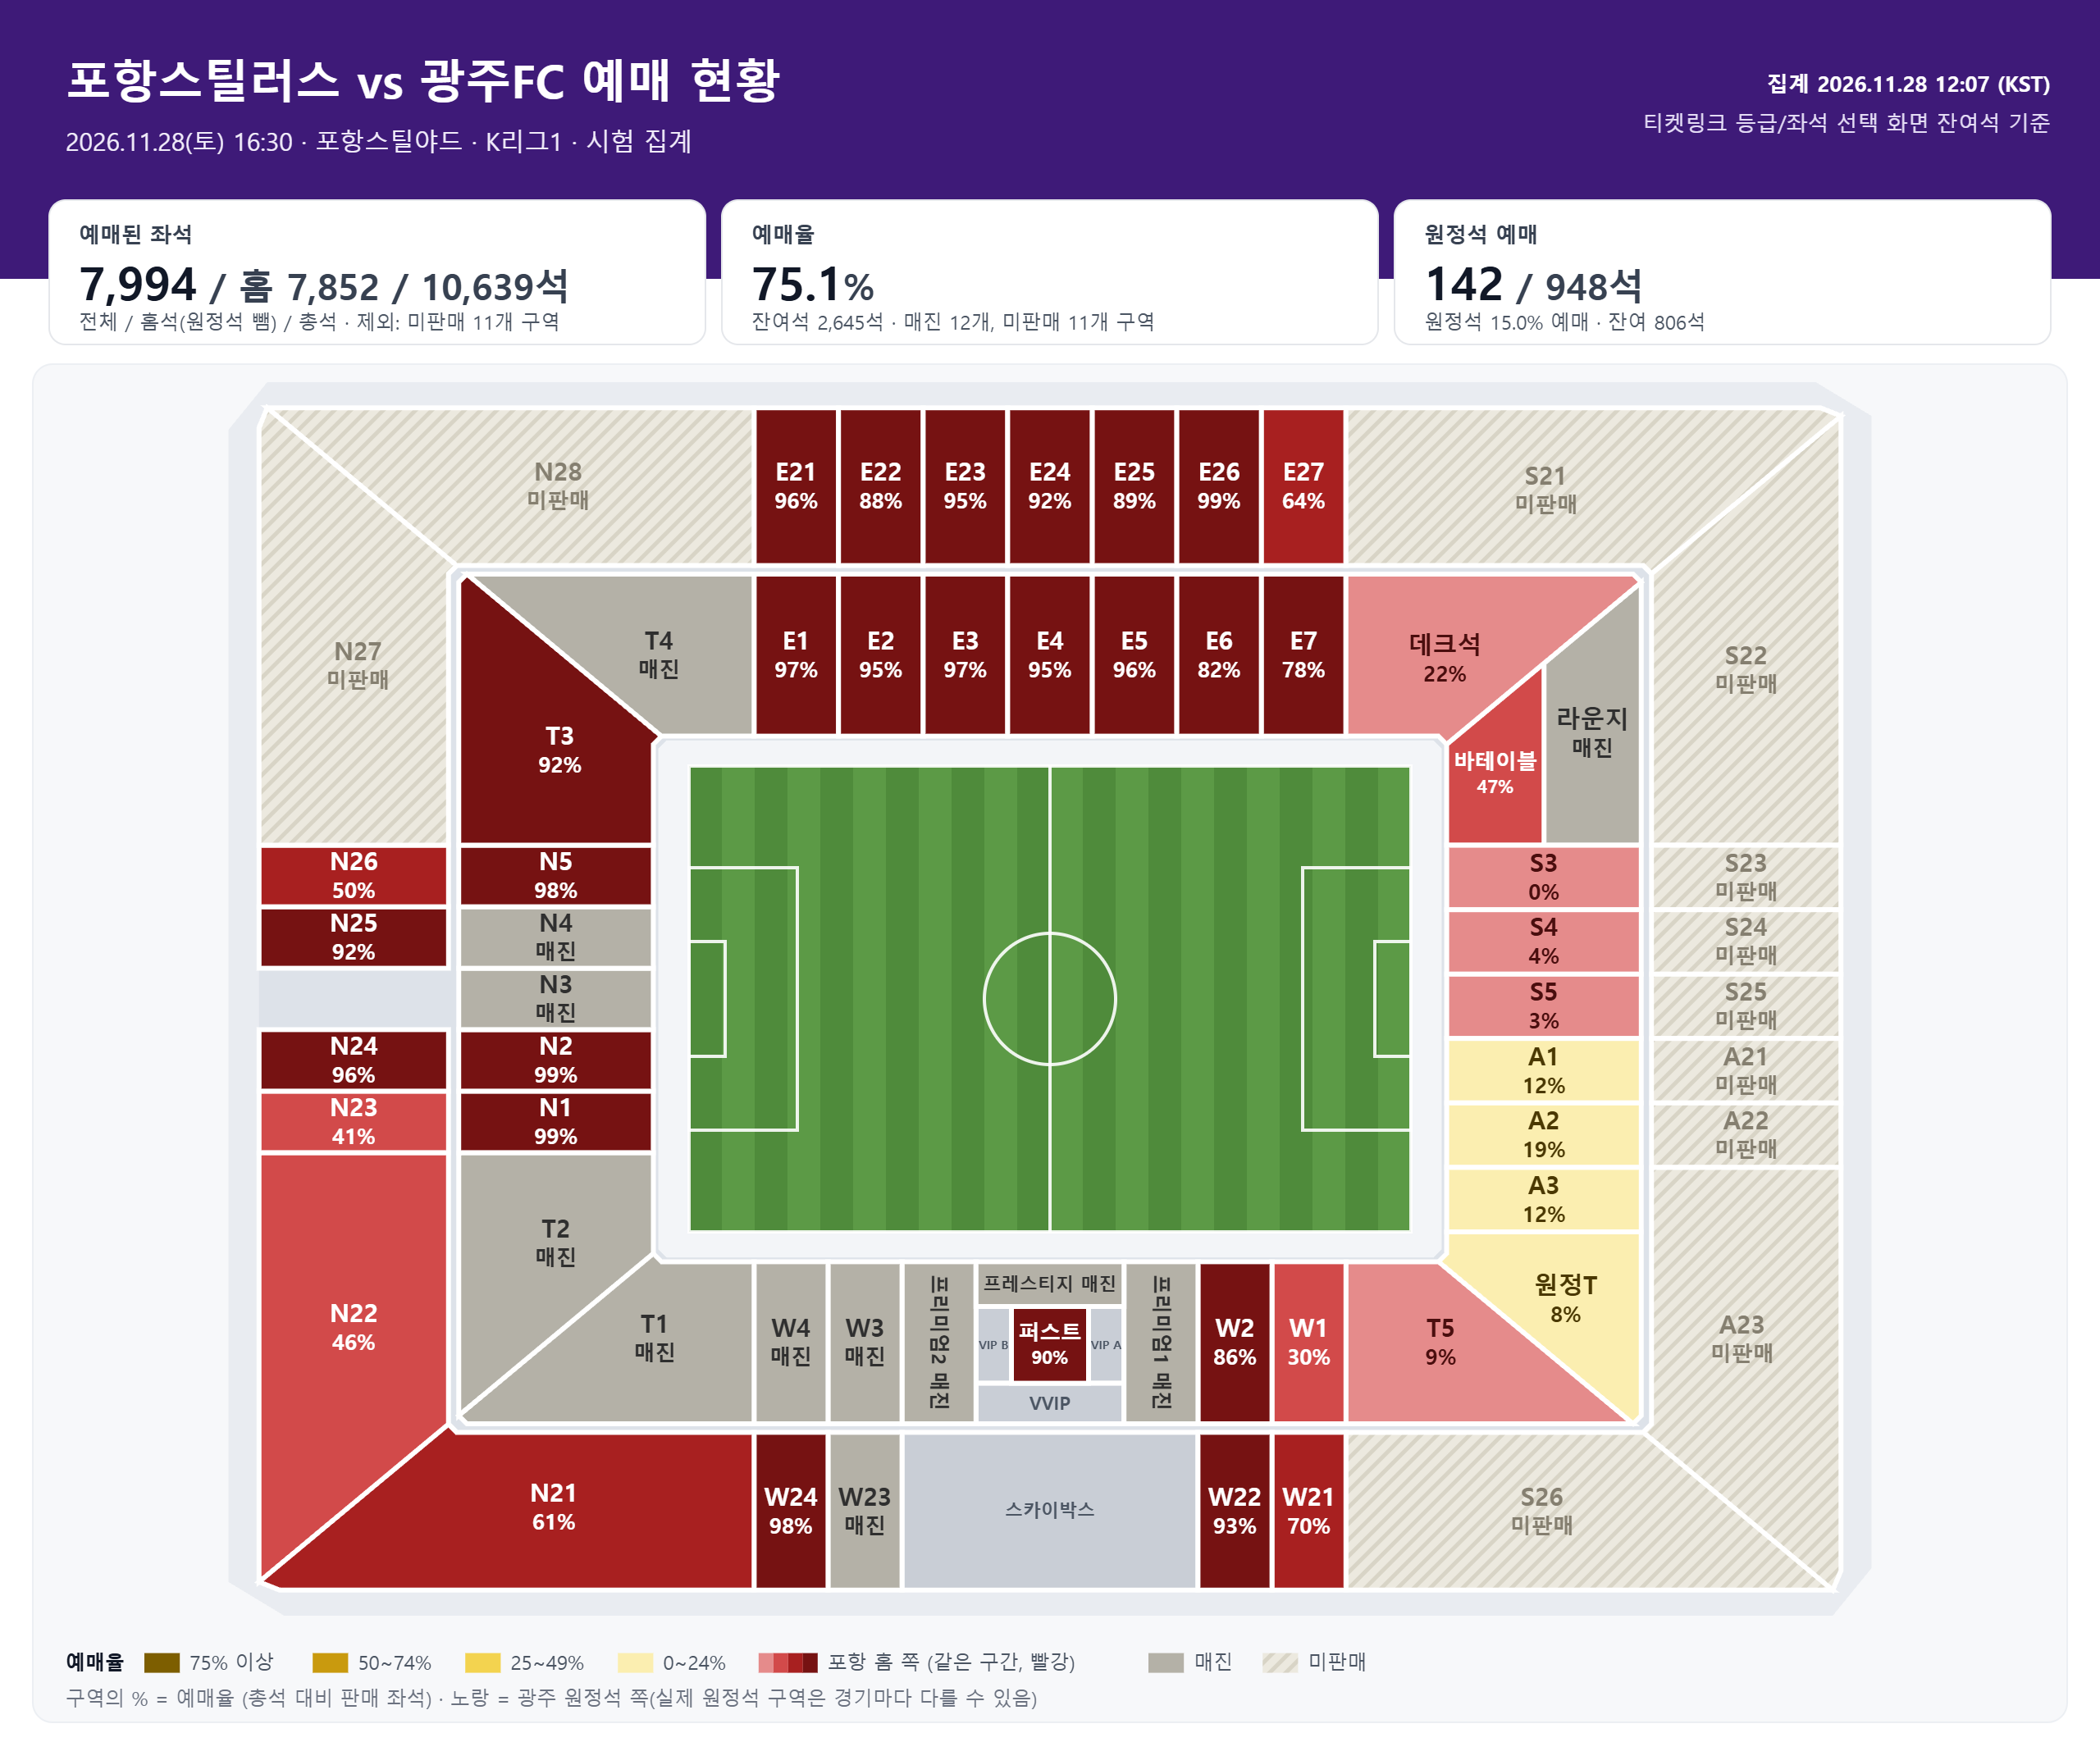 포항스틸러스 vs 광주FC 예매 현황
2026.11.28(토) 16:30 · 포항스틸야드 · K리그1 · 시험 집계
집계 2026.11.28 12:07 (KST)
티켓링크 등급/좌석 선택 화면 잔여석 기준
예매된 좌석
7,994 / 홈 7,852 / 10,639석
전체 / 홈석(원정석 뺌) / 총석 · 제외: 미판매 11개 구역
예매율
75.1%
잔여석 2,645석 · 매진 12개, 미판매 11개 구역
원정석 예매
142 / 948석
원정석 15.0% 예매 · 잔여 806석
N28
미판매
E21
96%
E22
88%
E23
95%
E24
92%
E25
89%
E26
99%
E27
64%
S21
미판매
N27
미판매
T3
92%
T4
매진
E1
97%
E2
95%
E3
97%
E4
95%
E5
96%
E6
82%
E7
78%
데크석
22%
바테이블
47%
라운지
매진
S22
미판매
N26
50%
N5
98%
S3
0%
S23
미판매
N25
92%
N4
매진
S4
4%
S24
미판매
N3
매진
S5
3%
S25
미판매
N24
96%
N2
99%
A1
12%
A21
미판매
N23
41%
N1
99%
A2
19%
A22
미판매
A3
12%
N22
46%
T2
매진
T1
매진
W4
매진
W3
매진
프리미엄2 매진
프레스티지 매진
VIP B
퍼스트
90%
VIP A
VVIP
프리미엄1 매진
W2
86%
W1
30%
T5
9%
원정T
8%
A23
미판매
N21
61%
W24
98%
W23
매진
스카이박스
W22
93%
W21
70%
S26
미판매
예매율 75% 이상 50~74% 25~49% 0~24% 포항 홈 쪽 (같은 구간, 빨강) 매진 미판매
구역의 % = 예매율 (총석 대비 판매 좌석) · 노랑 = 광주 원정석 쪽(실제 원정석 구역은 경기마다 다를 수 있음)